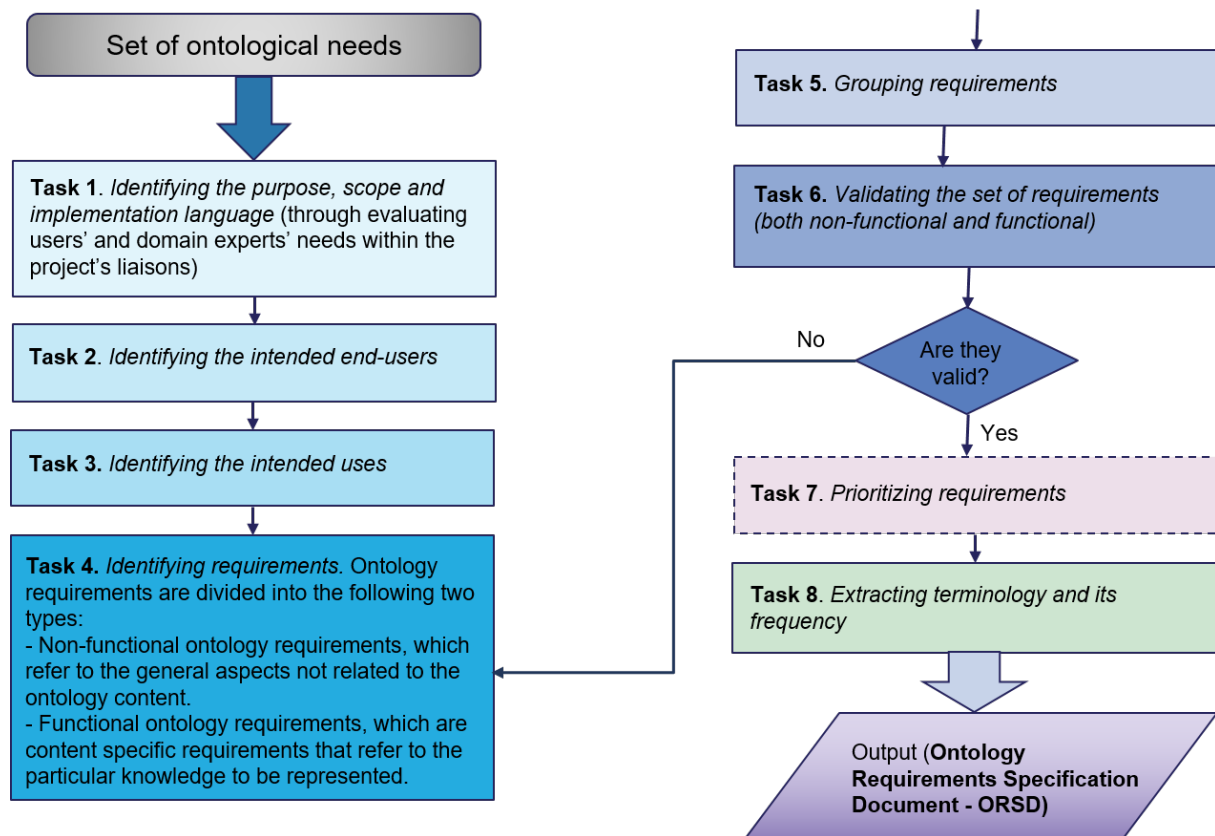 Set of ontological needs
Task 1. Identifying the purpose, scope and
implementation language (through evaluating
users’ and domain experts’ needs within the
project’s liaisons)
Task 2. Identifying the intended end-users
Task 3. Identifying the intended uses
Task 4. Identifying requirements. Ontology
requirements are divided into the following two
types:
- Non-functional ontology requirements, which
refer to the general aspects not related to the
ontology content.
- Functional ontology requirements, which are
content specific requirements that refer to the
particular knowledge to be represented.
Task 5. Grouping requirements
Task 6. Validating the set of requirements
(both non-functional and functional)
No
Are they
valid?
Yes
Task 7. Prioritizing requirements
Task 8. Extracting terminology and its
frequency
Output (Ontology
Requirements Specification
Document - ORSD)